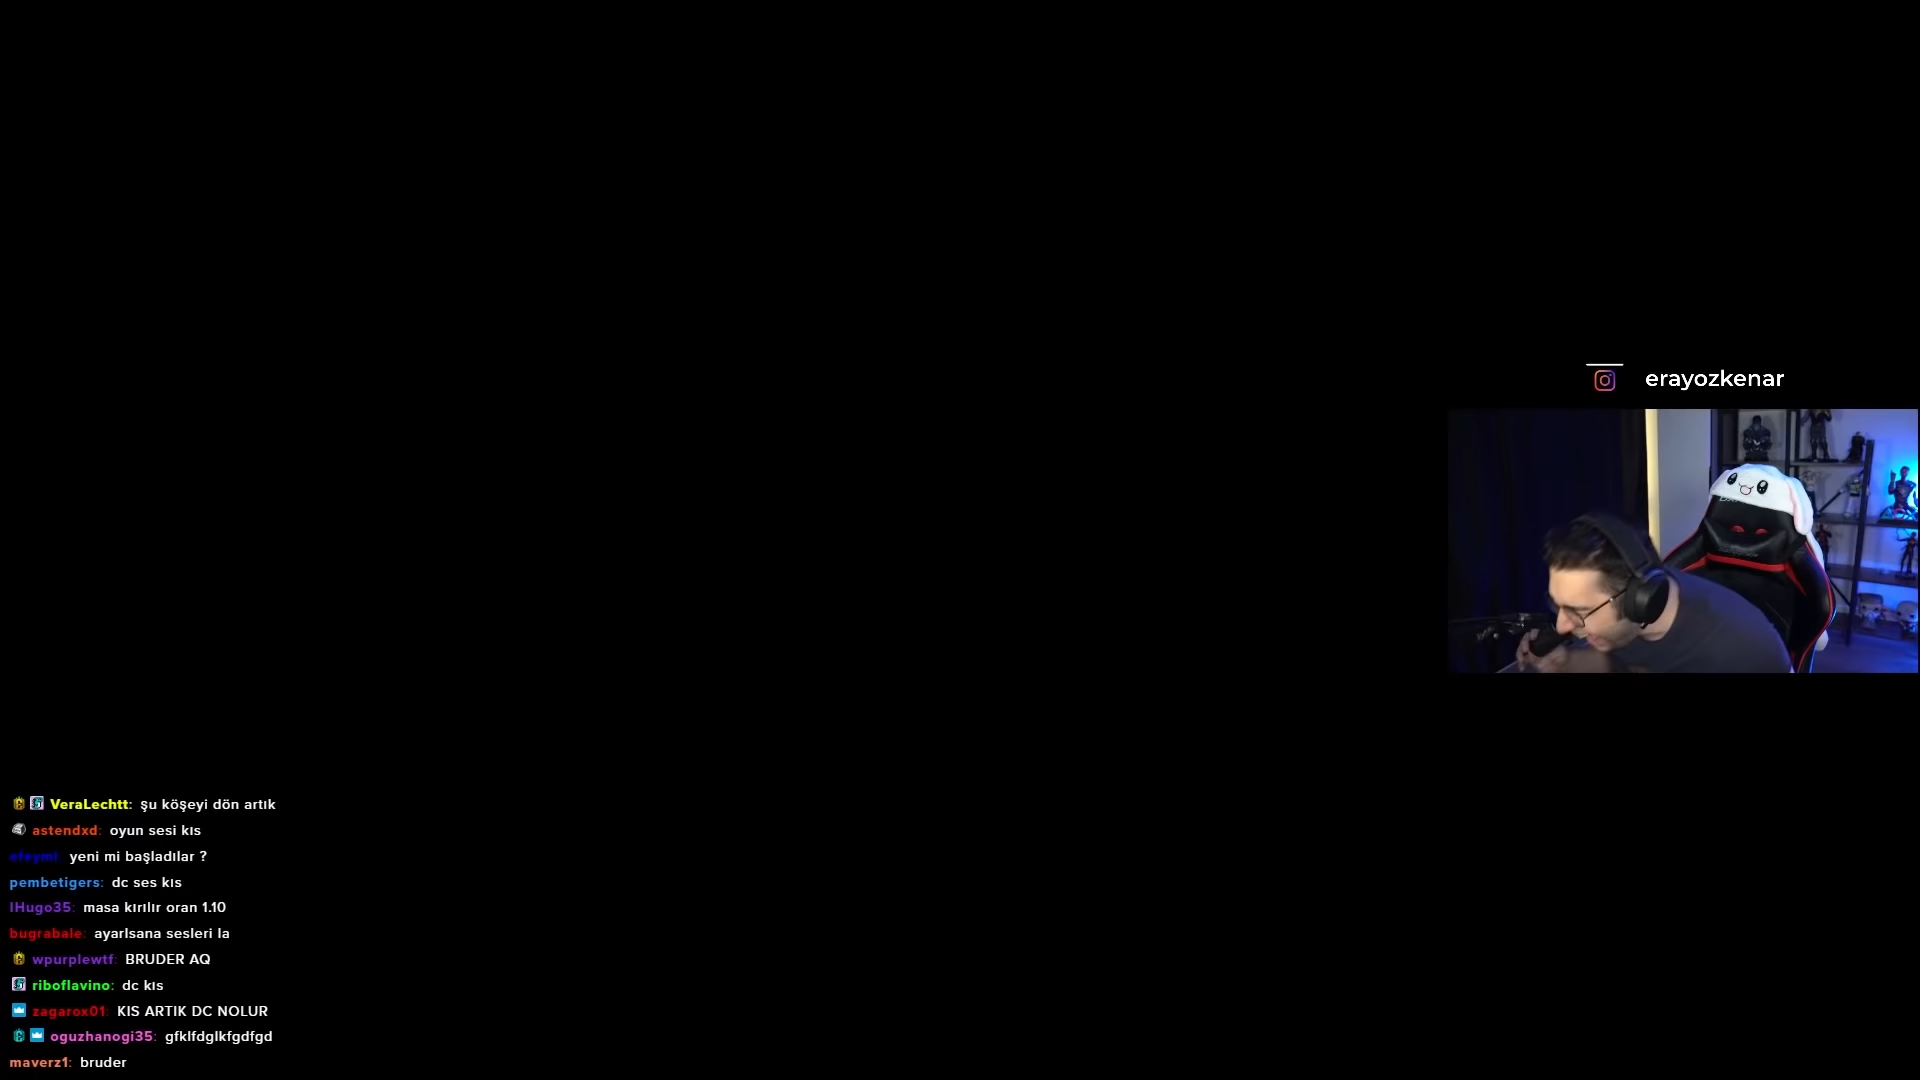 erayozkenar
VeraLechtt: şu köşeyi dön artık
astendxd: oyun sesi kıs
efeymt: yeni mi başladılar ?
pembetigers: dc ses kıs
IHugo35: masa kırılır oran 1.10
bugrabale: ayarlsana sesleri la
wpurplewtf: BRUDER AQ
riboflavino: dc kıs
zagarox01: KIS ARTIK DC NOLUR
oguzhanogi35: gfklfdglkfgdfgd
maverz1: bruder